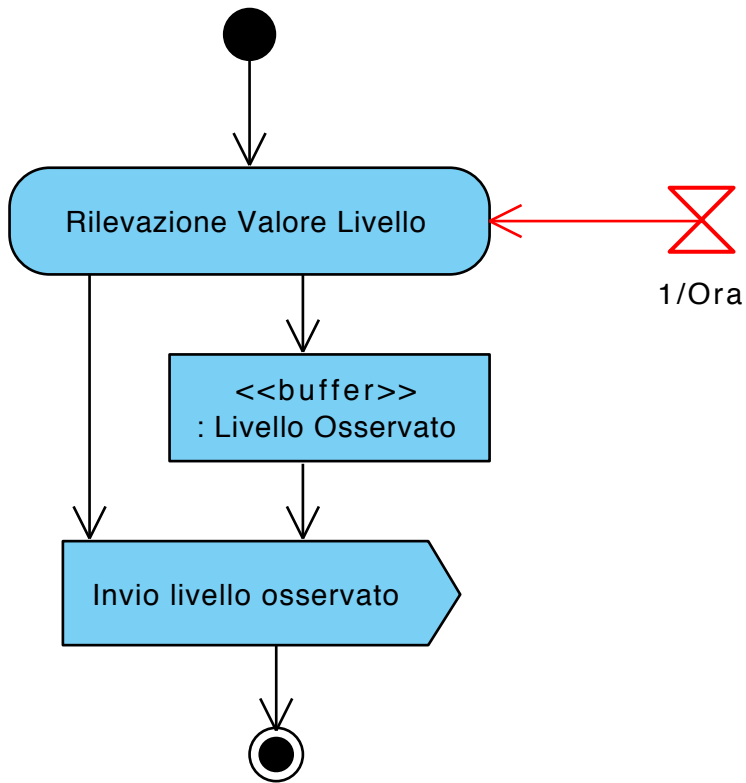 Rilevazione Valore Livello
1/Ora
<<buffer>>
: Livello Osservato
Invio livello osservato